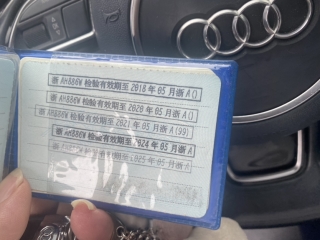 浙 AH886W 检验有效期至 2018 年 05 月浙 A()
浙 AH886W 检验有效期至 2020 年 05 月浙 A()
浙 AH886W 检验有效期至 2021 年 05 月浙 A(99)
浙 AH886W 检验有效期至 2024 年 05 月浙 A
检验有效期至 2025 年 05 月浙 A